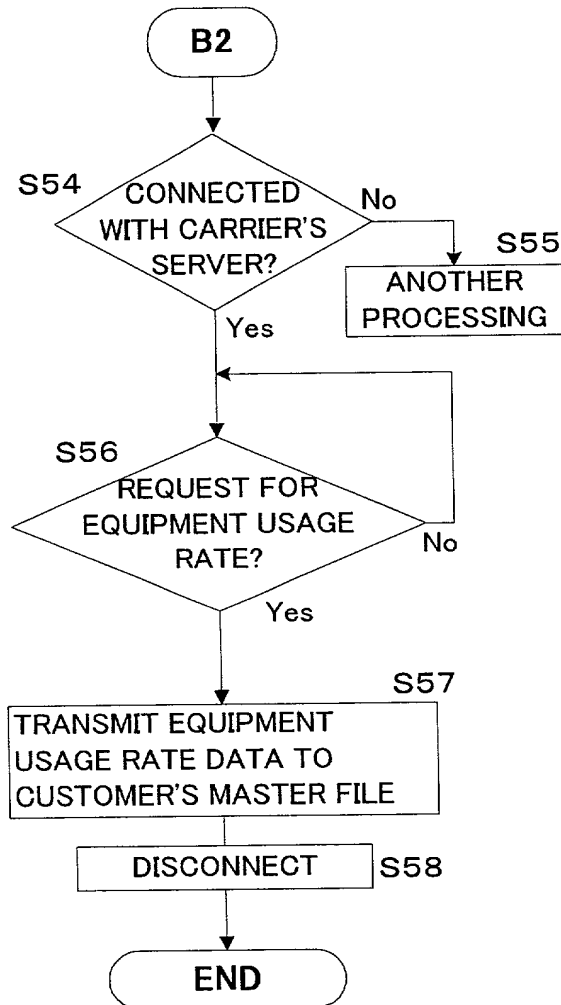 B2
S54
CONNECTED
WITH CARRIER'S
SERVER?
No
S55
ANOTHER
PROCESSING
Yes
S56
REQUEST FOR
EQUIPMENT USAGE
RATE?
No
Yes
S57
TRANSMIT EQUIPMENT
USAGE RATE DATA TO
CUSTOMER'S MASTER FILE
DISCONNECT
S58
END